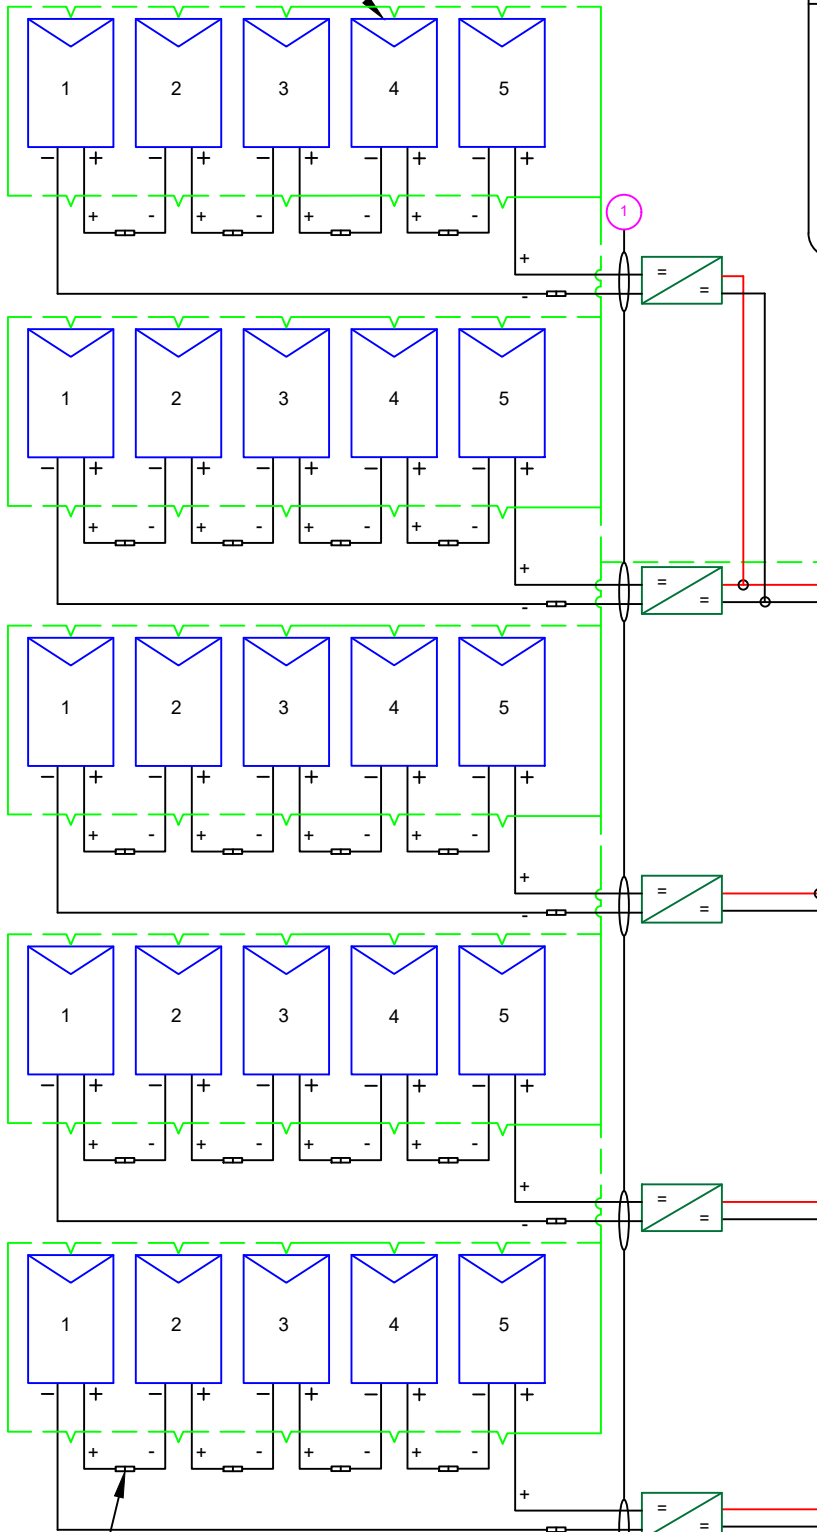 1 2 3 4 5
− + − + − + − + − +
+ - + - + - + -
1
+
= =
-
1 2 3 4 5
− + − + − + − + − +
+ - + - + - + -
+
= =
-
1 2 3 4 5
− + − + − + − + − +
+ - + - + - + -
+
= =
-
1 2 3 4 5
− + − + − + − + − +
+ - + - + - + -
+
= =
-
1 2 3 4 5
− + − + − + − + − +
+ - + - + - + -
+
= =